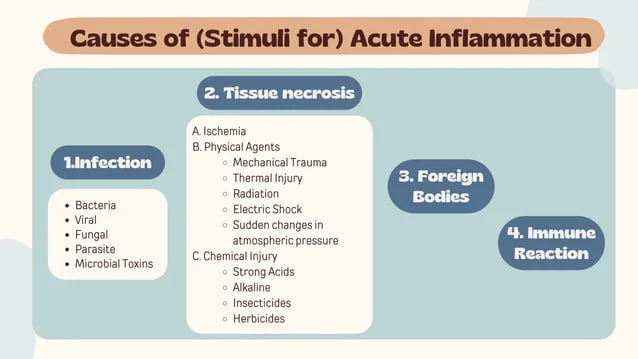 Causes of (Stimuli for) Acute Inflammation
1.Infection
Bacteria
Viral
Fungal
Parasite
Microbial Toxins
2. Tissue necrosis
A. Ischemia
B. Physical Agents
Mechanical Trauma
Thermal Injury
Radiation
Electric Shock
Sudden changes in
atmospheric pressure
C. Chemical Injury
Strong Acids
Alkaline
Insecticides
Herbicides
3. Foreign
Bodies
4. Immune
Reaction